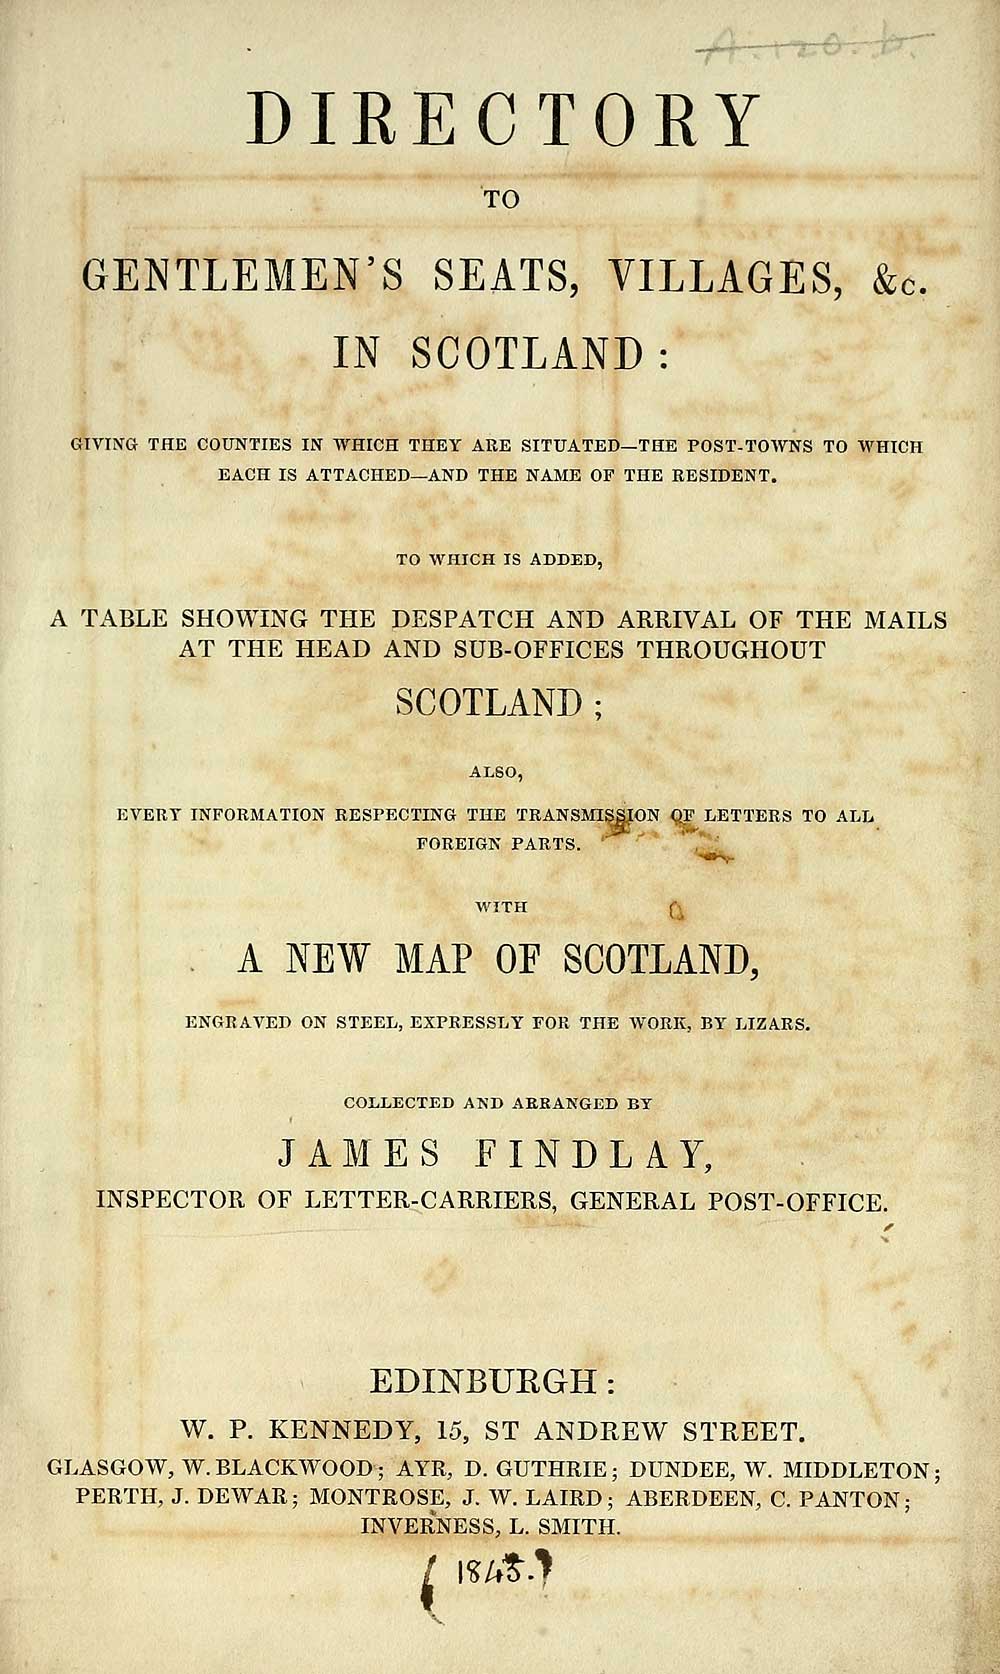 A.120.b.
DIRECTORY
TO
GENTLEMEN'S SEATS, VILLAGES, &c.
IN SCOTLAND:
GIVING THE COUNTIES IN WHICH THEY ARE SITUATED—THE POST-TOWNS TO WHICH
EACH IS ATTACHED—AND THE NAME OF THE RESIDENT.
TO WHICH IS ADDED,
A TABLE SHOWING THE DESPATCH AND ARRIVAL OF THE MAILS
AT THE HEAD AND SUB-OFFICES THROUGHOUT
SCOTLAND;
ALSO,
EVERY INFORMATION RESPECTING THE TRANSMISSION OF LETTERS TO ALL
FOREIGN PARTS.
WITH
A NEW MAP OF SCOTLAND,
ENGRAVED ON STEEL, EXPRESSLY FOR THE WORK, BY LIZARS.
COLLECTED AND ARRANGED BY
JAMES FINDLAY,
INSPECTOR OF LETTER-CARRIERS, GENERAL POST-OFFICE.
EDINBURGH:
W. P. KENNEDY, 15, ST ANDREW STREET.
GLASGOW, W. BLACKWOOD; AYR, D. GUTHRIE; DUNDEE, W. MIDDLETON;
PERTH, J. DEWAR; MONTROSE, J. W. LAIRD; ABERDEEN, C. PANTON;
INVERNESS, L. SMITH.
(1843.)